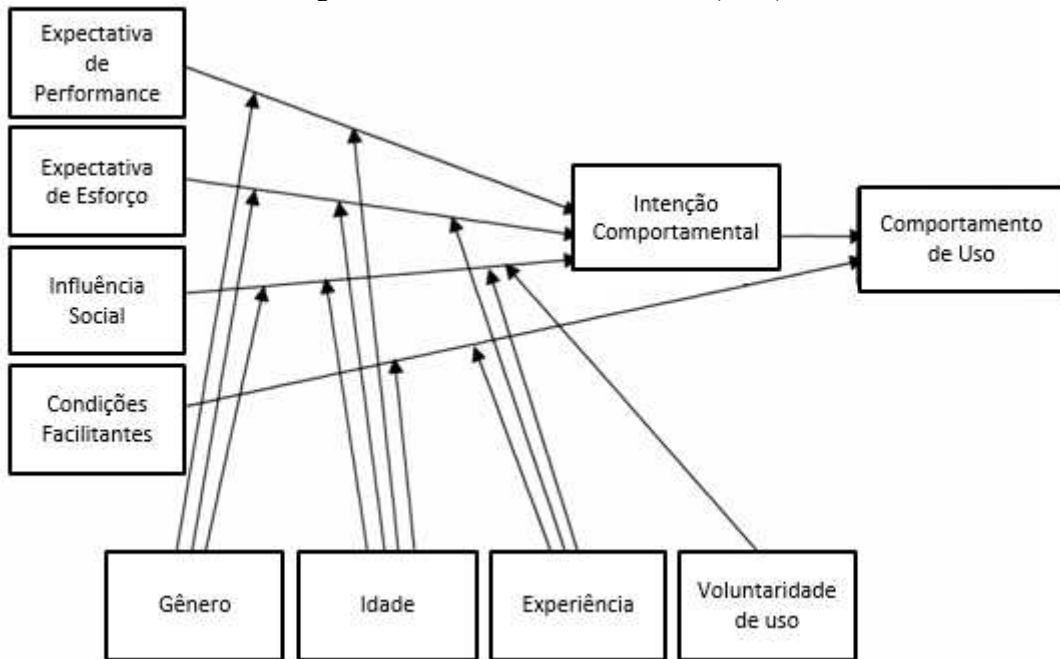 Expectativa
de
Performance
Expectativa
de Esforço
Influência
Social
Condições
Facilitantes
Intenção
Comportamental
Comportamento
de Uso
Gênero
Idade
Experiência
Voluntaridade
de uso